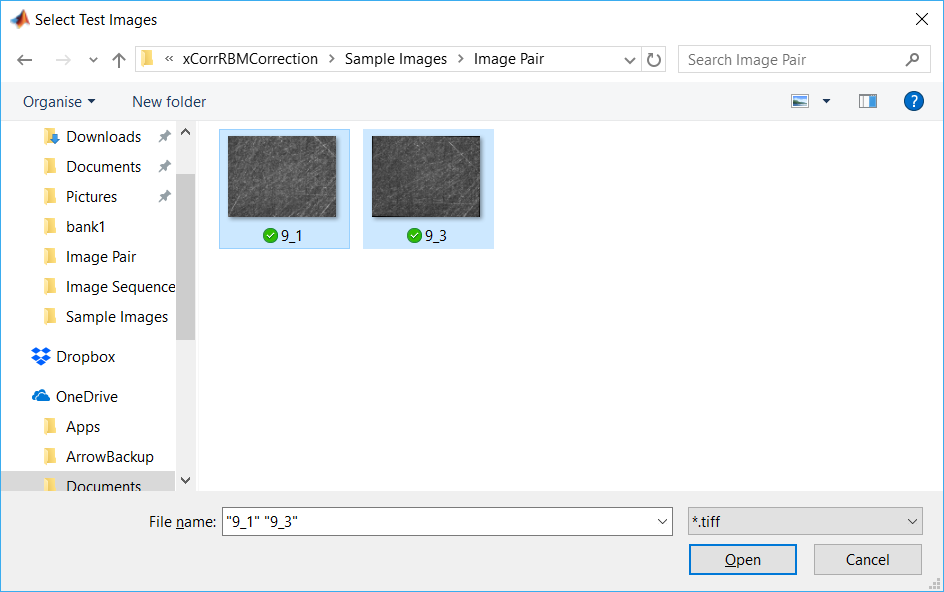 Select Test Images
« xCorrRBMCorrection > Sample Images > Image Pair
Search Image Pair
Organise
New folder
?
Downloads
Documents
Pictures
bank1
Image Pair
Image Sequence
Sample Images
Dropbox
OneDrive
Apps
ArrowBackup
Documents
9_1
9_3
File name:
"9_1" "9_3"
*.tiff
Open
Cancel